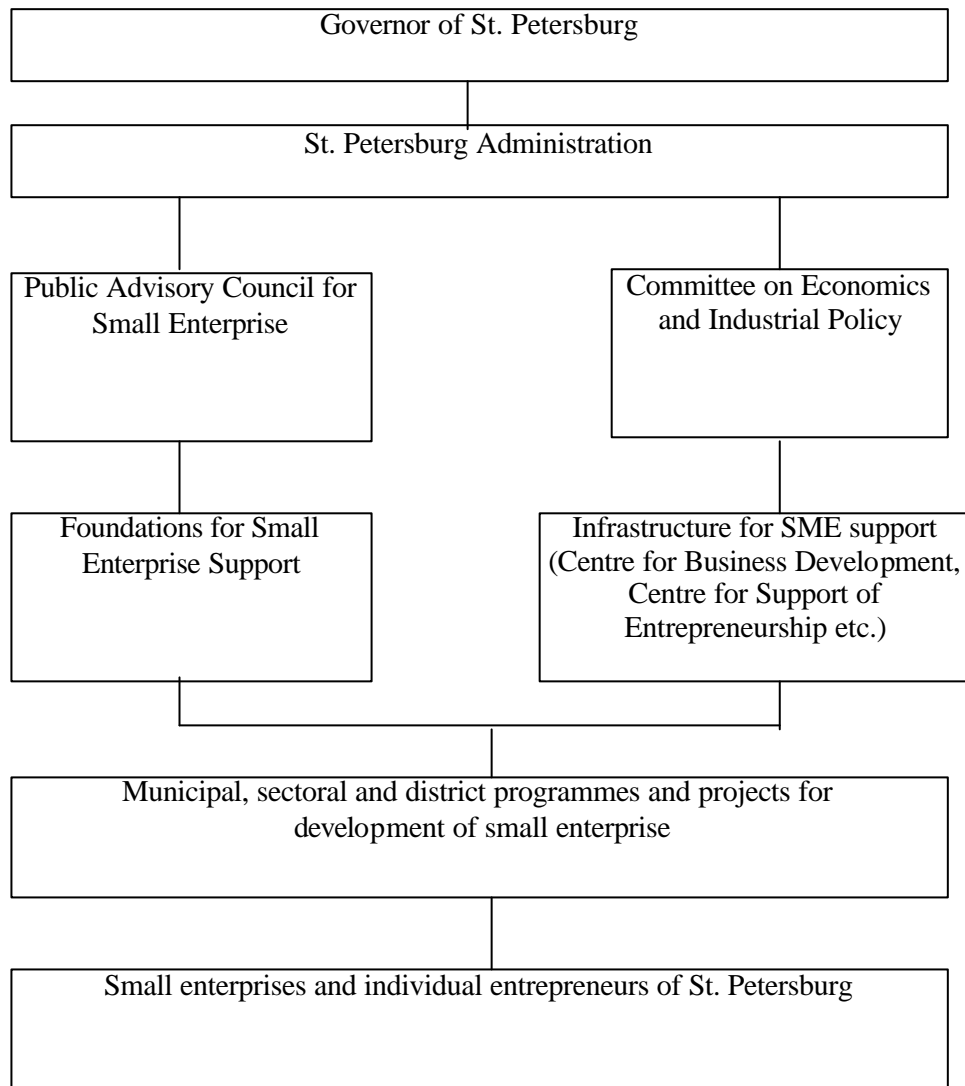 Governor of St. Petersburg
St. Petersburg Administration
Public Advisory Council for
Small Enterprise
Committee on Economics
and Industrial Policy
Foundations for Small
Enterprise Support
Infrastructure for SME support
(Centre for Business Development,
Centre for Support of
Entrepreneurship etc.)
Municipal, sectoral and district programmes and projects for
development of small enterprise
Small enterprises and individual entrepreneurs of St. Petersburg